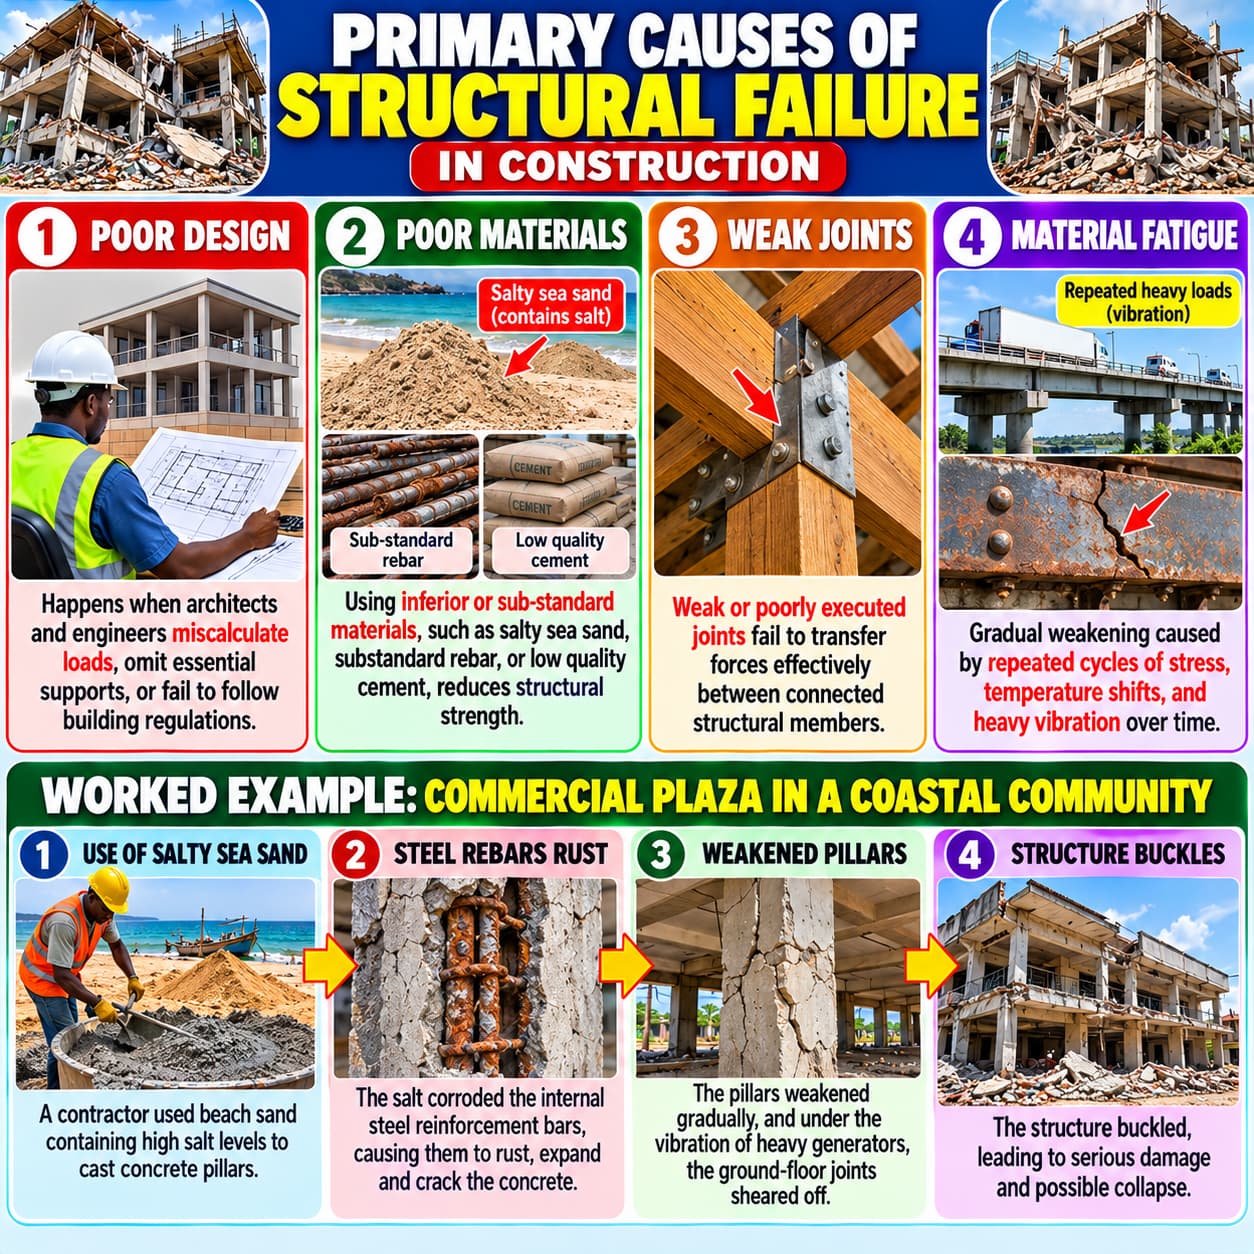 PRIMARY CAUSES OF
STRUCTURAL FAILURE
IN CONSTRUCTION
1 POOR DESIGN
Happens when architects
and engineers miscalculate
loads, omit essential
supports, or fail to follow
building regulations.
2 POOR MATERIALS
Salty sea sand
(contains salt)
CEMENT
CEMENT
Sub-standard
rebar
Low quality
cement
Using inferior or sub-standard
materials, such as salty sea sand,
substandard rebar, or low quality
cement, reduces structural
strength.
3 WEAK JOINTS
Weak or poorly executed
joints fail to transfer
forces effectively
between connected
structural members.
4 MATERIAL FATIGUE
Repeated heavy loads
(vibration)
Gradual weakening caused
by repeated cycles of stress,
temperature shifts, and
heavy vibration over time.
WORKED EXAMPLE: COMMERCIAL PLAZA IN A COASTAL COMMUNITY
1 USE OF SALTY SEA SAND
A contractor used beach sand
containing high salt levels to
cast concrete pillars.
2 STEEL REBARS RUST
The salt corroded the internal
steel reinforcement bars,
causing them to rust, expand
and crack the concrete.
3 WEAKENED PILLARS
The pillars weakened
gradually, and under the
vibration of heavy generators,
the ground-floor joints
sheared off.
4 STRUCTURE BUCKLES
The structure buckled,
leading to serious damage
and possible collapse.